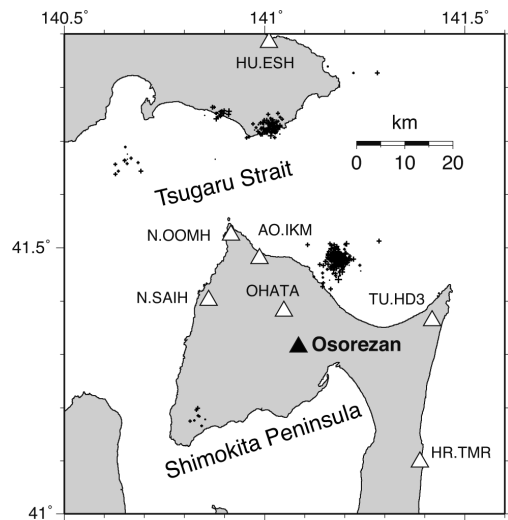 140.5° 141° 141.5°
HU.ESH
km
0 10 20
Tsugaru Strait
N.OOMH AO.IKM
41.5°
N.SAIH OHATA TU.HD3
Osorezan
Shimokita Peninsula
HR.TMR
41°